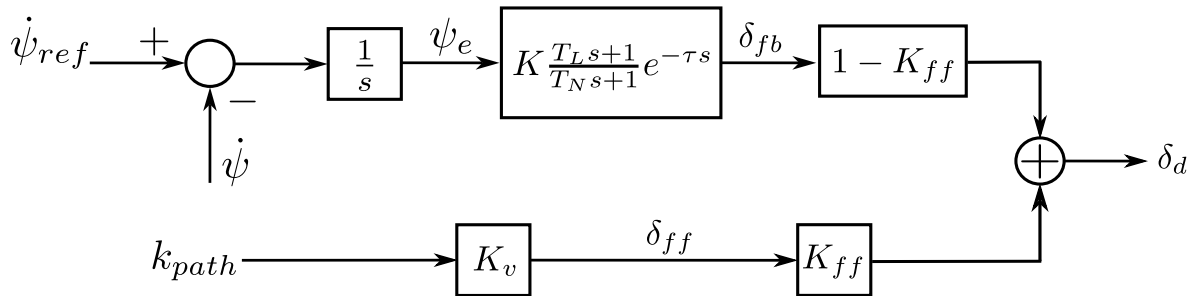 ψ̇_ref
+
−
ψ̇
1/s
ψ_e
K (T_L s+1)/(T_N s+1) e^{−τs}
δ_fb
1 − K_ff
+
δ_d
k_path
K_v
δ_ff
K_ff